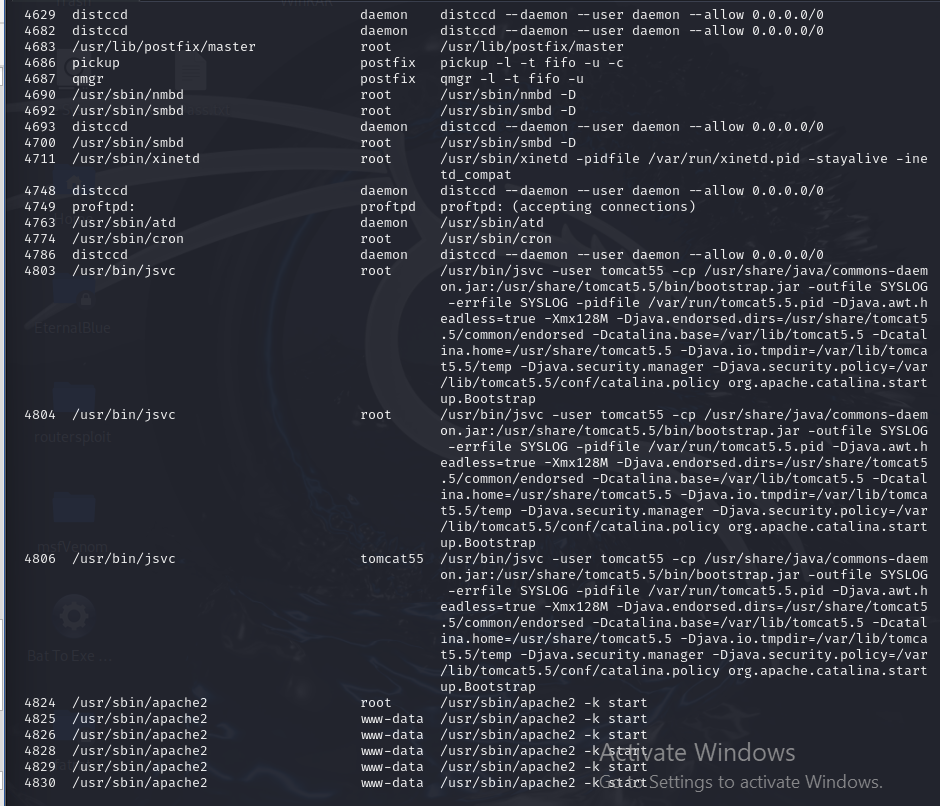 4629 distccd daemon distccd --daemon --user daemon --allow 0.0.0.0/0
4682 distccd daemon distccd --daemon --user daemon --allow 0.0.0.0/0
4683 /usr/lib/postfix/master root /usr/lib/postfix/master
4686 pickup postfix pickup -l -t fifo -u -c
4687 qmgr postfix qmgr -l -t fifo -u
4690 /usr/sbin/nmbd root /usr/sbin/nmbd -D
4692 /usr/sbin/smbd root /usr/sbin/smbd -D
4693 distccd daemon distccd --daemon --user daemon --allow 0.0.0.0/0
4700 /usr/sbin/smbd root /usr/sbin/smbd -D
4711 /usr/sbin/xinetd root /usr/sbin/xinetd -pidfile /var/run/xinetd.pid -stayalive -ine
td_compat
4748 distccd daemon distccd --daemon --user daemon --allow 0.0.0.0/0
4749 proftpd: proftpd proftpd: (accepting connections)
4763 /usr/sbin/atd daemon /usr/sbin/atd
4774 /usr/sbin/cron root /usr/sbin/cron
4786 distccd daemon distccd --daemon --user daemon --allow 0.0.0.0/0
4803 /usr/bin/jsvc root /usr/bin/jsvc -user tomcat55 -cp /usr/share/java/commons-daem
on.jar:/usr/share/tomcat5.5/bin/bootstrap.jar -outfile SYSLOG
-errfile SYSLOG -pidfile /var/run/tomcat5.5.pid -Djava.awt.h
eadless=true -Xmx128M -Djava.endorsed.dirs=/usr/share/tomcat5
.5/common/endorsed -Dcatalina.base=/var/lib/tomcat5.5 -Dcatal
ina.home=/usr/share/tomcat5.5 -Djava.io.tmpdir=/var/lib/tomca
t5.5/temp -Djava.security.manager -Djava.security.policy=/var
/lib/tomcat5.5/conf/catalina.policy org.apache.catalina.start
up.Bootstrap
4804 /usr/bin/jsvc root /usr/bin/jsvc -user tomcat55 -cp /usr/share/java/commons-daem
on.jar:/usr/share/tomcat5.5/bin/bootstrap.jar -outfile SYSLOG
-errfile SYSLOG -pidfile /var/run/tomcat5.5.pid -Djava.awt.h
eadless=true -Xmx128M -Djava.endorsed.dirs=/usr/share/tomcat5
.5/common/endorsed -Dcatalina.base=/var/lib/tomcat5.5 -Dcatal
ina.home=/usr/share/tomcat5.5 -Djava.io.tmpdir=/var/lib/tomca
t5.5/temp -Djava.security.manager -Djava.security.policy=/var
/lib/tomcat5.5/conf/catalina.policy org.apache.catalina.start
up.Bootstrap
4806 /usr/bin/jsvc tomcat55 /usr/bin/jsvc -user tomcat55 -cp /usr/share/java/commons-daem
on.jar:/usr/share/tomcat5.5/bin/bootstrap.jar -outfile SYSLOG
-errfile SYSLOG -pidfile /var/run/tomcat5.5.pid -Djava.awt.h
eadless=true -Xmx128M -Djava.endorsed.dirs=/usr/share/tomcat5
.5/common/endorsed -Dcatalina.base=/var/lib/tomcat5.5 -Dcatal
ina.home=/usr/share/tomcat5.5 -Djava.io.tmpdir=/var/lib/tomca
t5.5/temp -Djava.security.manager -Djava.security.policy=/var
/lib/tomcat5.5/conf/catalina.policy org.apache.catalina.start
up.Bootstrap
4824 /usr/sbin/apache2 root /usr/sbin/apache2 -k start
4825 /usr/sbin/apache2 www-data /usr/sbin/apache2 -k start
4826 /usr/sbin/apache2 www-data /usr/sbin/apache2 -k start
4828 /usr/sbin/apache2 www-data /usr/sbin/apache2 -k start
4829 /usr/sbin/apache2 www-data /usr/sbin/apache2 -k start
4830 /usr/sbin/apache2 www-data /usr/sbin/apache2 -k start
EternalBlue
routersploit
Bat To Exe ...
Activate Windows
Go to Settings to activate Windows.